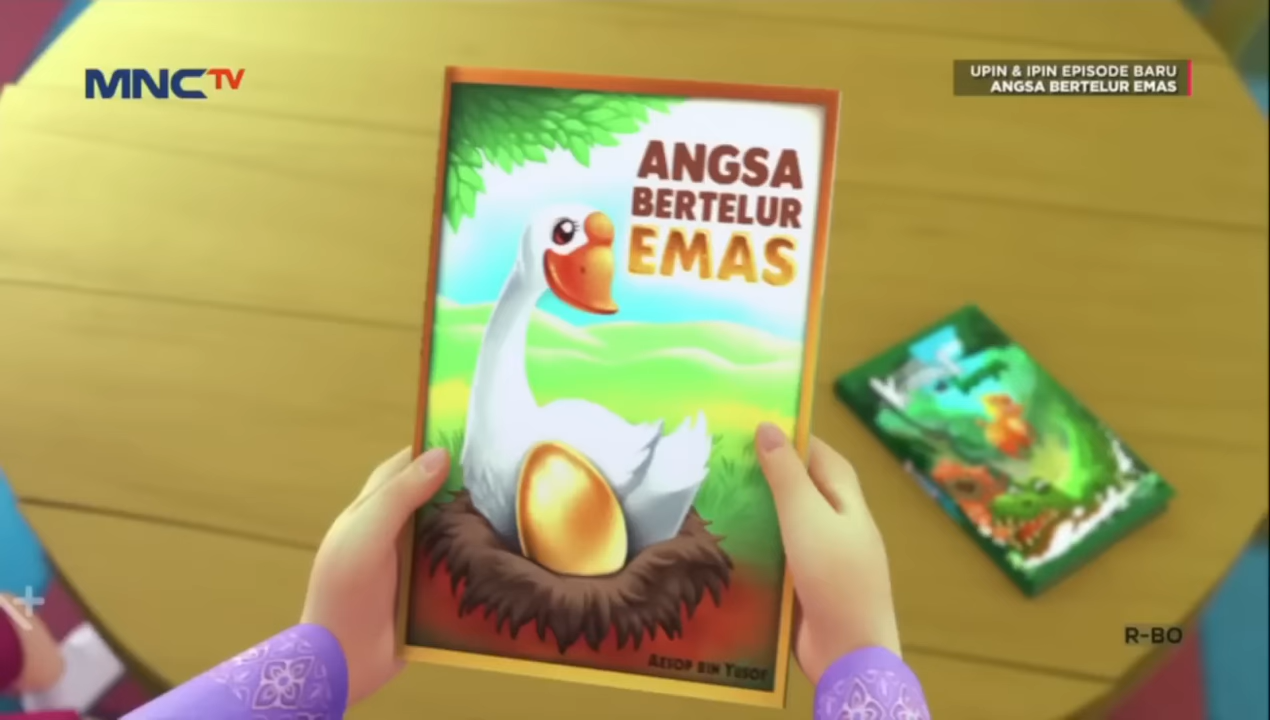 MNCTV
UPIN & IPIN EPISODE BARU
ANGSA BERTELUR EMAS
ANGSA
BERTELUR
EMAS
AESOP BIN YUSOF
R-BO